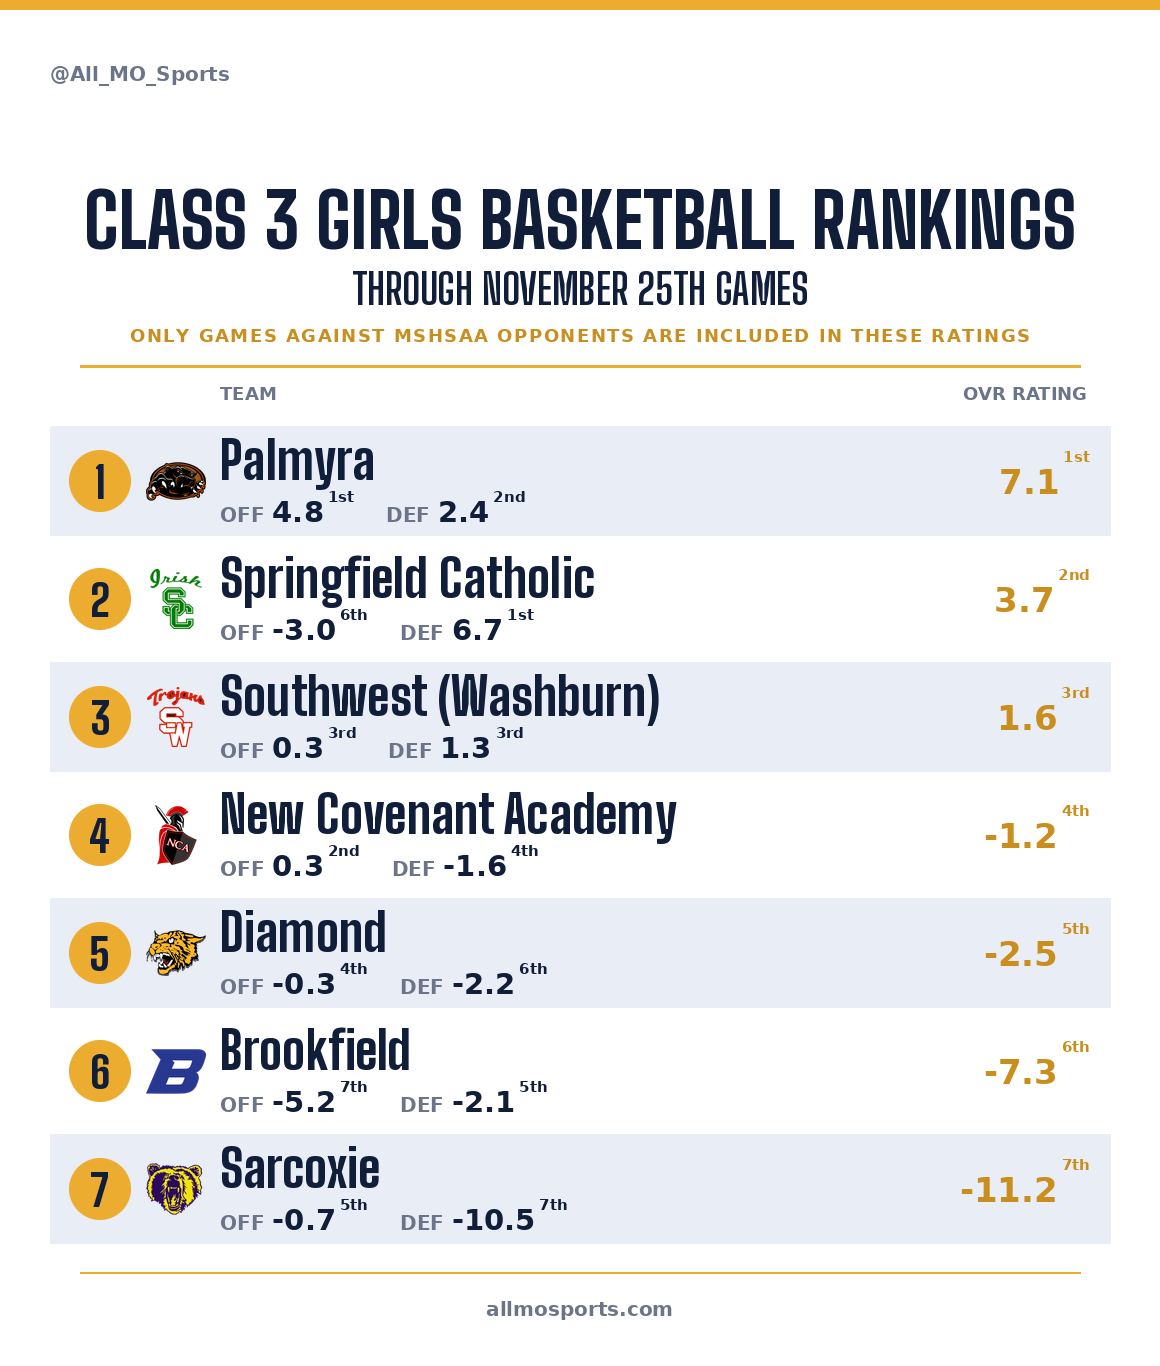 @All_MO_Sports
CLASS 3 GIRLS BASKETBALL RANKINGS
THROUGH NOVEMBER 25TH GAMES
ONLY GAMES AGAINST MSHSAA OPPONENTS ARE INCLUDED IN THESE RATINGS
TEAM OVR RATING
1 Palmyra 7.1 1st
OFF 4.8 1st DEF 2.4 2nd
Irish
SC
2 Springfield Catholic 3.7 2nd
OFF -3.0 6th DEF 6.7 1st
Trojans
SW
3 Southwest (Washburn) 1.6 3rd
OFF 0.3 3rd DEF 1.3 3rd
NCA
4 New Covenant Academy -1.2 4th
OFF 0.3 2nd DEF -1.6 4th
5 Diamond -2.5 5th
OFF -0.3 4th DEF -2.2 6th
B
6 Brookfield -7.3 6th
OFF -5.2 7th DEF -2.1 5th
7 Sarcoxie -11.2 7th
OFF -0.7 5th DEF -10.5 7th
allmosports.com